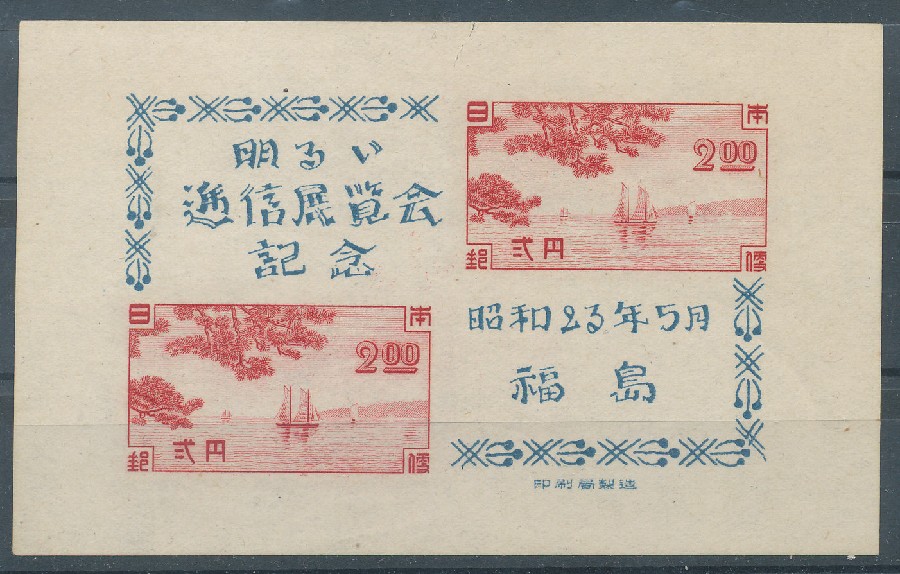 明るい
逓信展覧会
記念
日本
2.00
弐円
郵便
日本
2.00
弐円
郵便
昭和23年5月
福島
印刷局製造